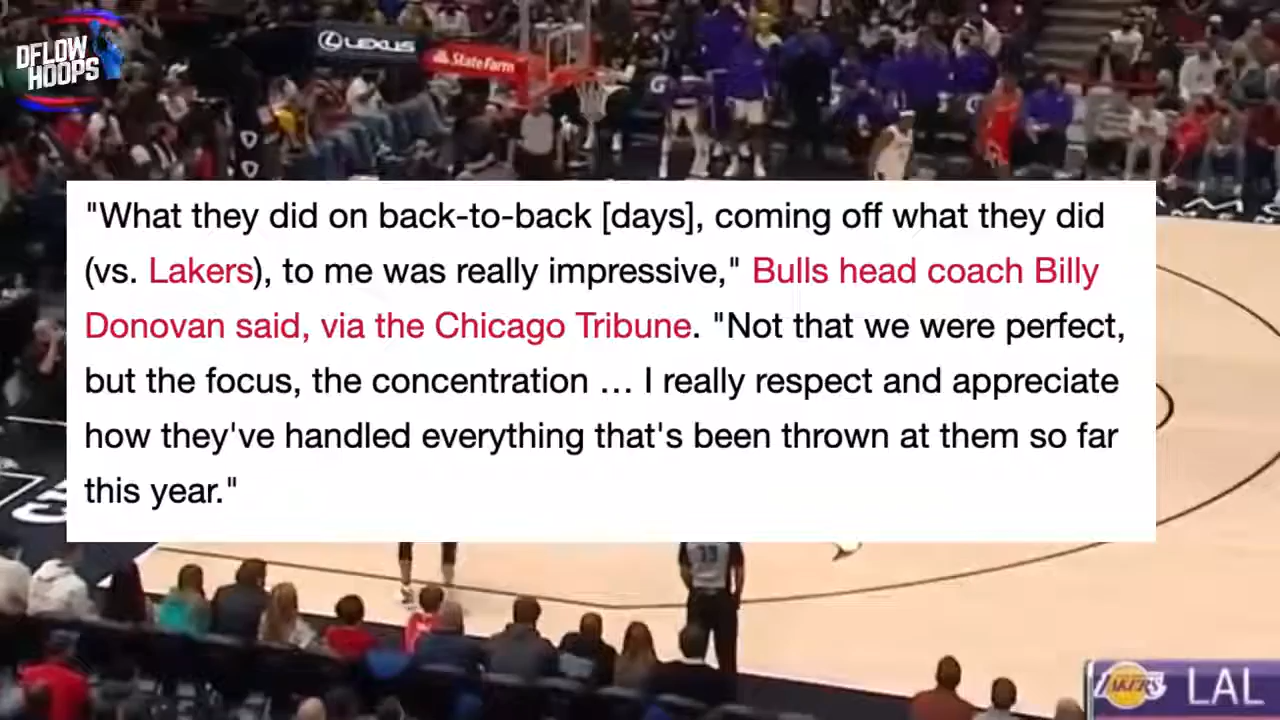 DFLOW
HOOPS
LEXUS
StateFarm
"What they did on back-to-back [days], coming off what they did
(vs. Lakers), to me was really impressive," Bulls head coach Billy
Donovan said, via the Chicago Tribune. "Not that we were perfect,
but the focus, the concentration … I really respect and appreciate
how they've handled everything that's been thrown at them so far
this year."
LAKERS LAL